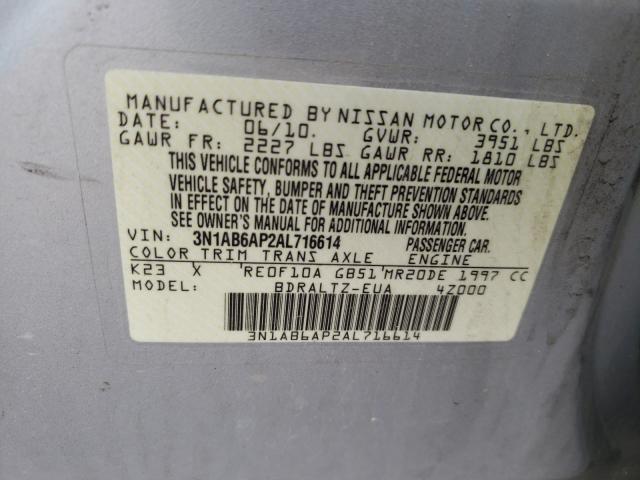 MANUFACTURED BY NISSAN MOTOR CO., LTD.
DATE: 06/10. GVWR: 3951 LBS
GAWR FR: 2227 LBS GAWR RR: 1810 LBS
THIS VEHICLE CONFORMS TO ALL APPLICABLE FEDERAL MOTOR
VEHICLE SAFETY, BUMPER AND THEFT PREVENTION STANDARDS
IN EFFECT ON THE DATE OF MANUFACTURE SHOWN ABOVE.
SEE OWNER'S MANUAL FOR ADDITIONAL INFORMATION.
VIN: 3N1AB6AP2AL716614 PASSENGER CAR.
COLOR TRIM TRANS AXLE ENGINE
K23 X 'RE0F10A GB51'MR20DE 1997 CC
MODEL: BDRALTZ-EUA 4Z000
3N1AB6AP2AL716614